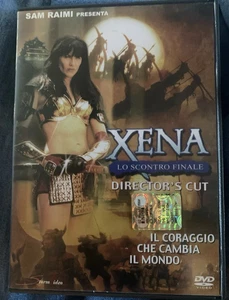 SAM RAIMI PRESENTA
XENA
LO SCONTRO FINALE
DIRECTOR'S CUT
IL CORAGGIO
CHE CAMBIA
IL MONDO
DVD